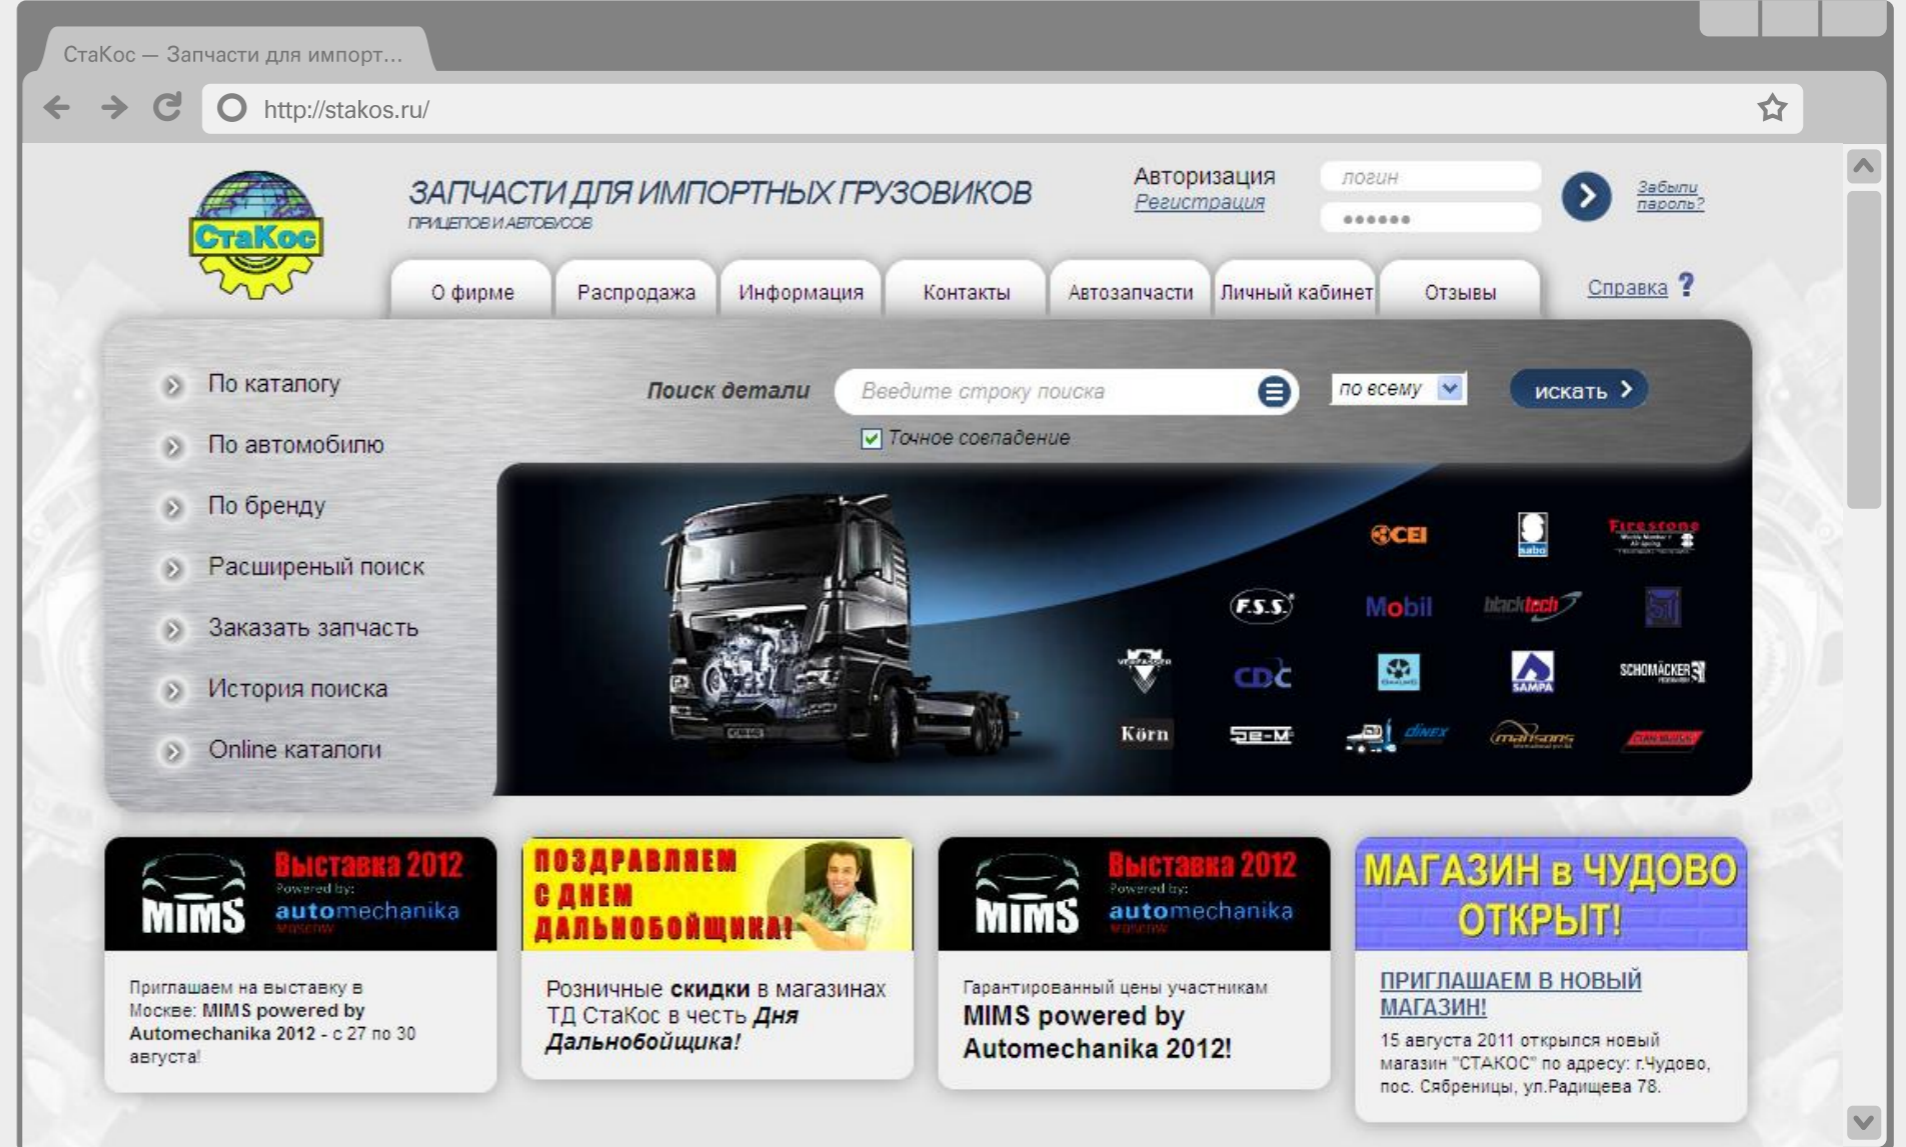 СтаКос — Запчасти для импорт...
http://stakos.ru/
СтаКос
ЗАПЧАСТИ ДЛЯ ИМПОРТНЫХ ГРУЗОВИКОВ
ПРИЦЕПОВ И АВТОБУСОВ
Авторизация
Регистрация
логин
Забыли
пароль?
О фирме
Распродажа
Информация
Контакты
Автозапчасти
Личный кабинет
Отзывы
Справка ?
По каталогу
По автомобилю
По бренду
Расширеный поиск
Заказать запчасть
История поиска
Online каталоги
Поиск детали
Введите строку поиска
по всему
искать
Точное совпадение
CEI
sabo
Firestone
F.S.S.
Mobil
blacktech
CDC
SAMPA
SCHOMÄCKER
Körn
Se-M
dinex
mansons
Выставка 2012
Powered by:
automechanika
MOSCOW
MIMS
Приглашаем на выставку в
Москве: MIMS powered by
Automechanika 2012 - с 27 по 30
августа!
ПОЗДРАВЛЯЕМ
С ДНЕМ
ДАЛЬНОБОЙЩИКА!
Розничные скидки в магазинах
ТД СтаКос в честь Дня
Дальнобойщика!
Выставка 2012
Powered by:
automechanika
MOSCOW
MIMS
Гарантированный цены участникам
MIMS powered by
Automechanika 2012!
МАГАЗИН в ЧУДОВО
ОТКРЫТ!
ПРИГЛАШАЕМ В НОВЫЙ
МАГАЗИН!
15 августа 2011 открылся новый
магазин "СТАКОС" по адресу: г.Чудово,
пос. Сябреницы, ул.Радищева 78.